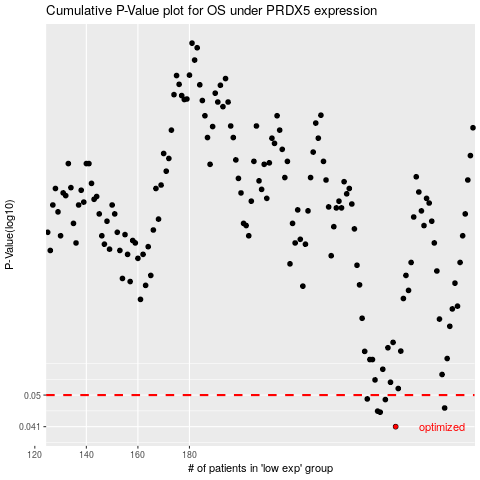 Cumulative P-Value plot for OS under PRDX5 expression
P-Value(log10)
0.05
0.041
optimized
120 140 160 180
# of patients in 'low exp' group